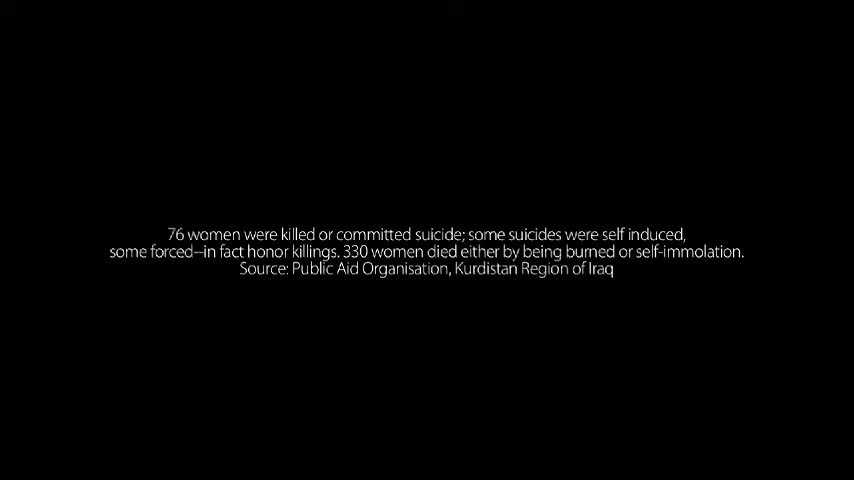 76 women were killed or committed suicide; some suicides were self induced,
some forced--in fact honor killings. 330 women died either by being burned or self-immolation.
Source: Public Aid Organisation, Kurdistan Region of Iraq